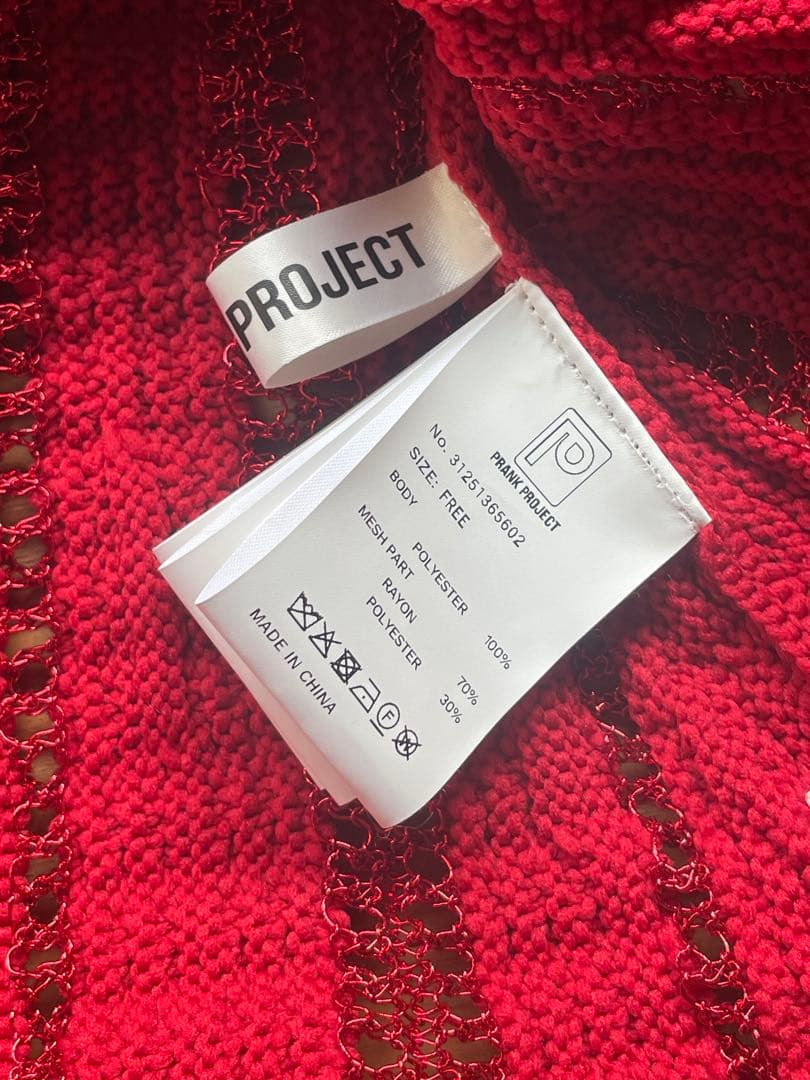 PROJECT
P
PRANK PROJECT
No. 31251365602
SIZE: FREE
BODY
POLYESTER 100%
MESH PART
RAYON 70%
POLYESTER 30%
F
W
MADE IN CHINA